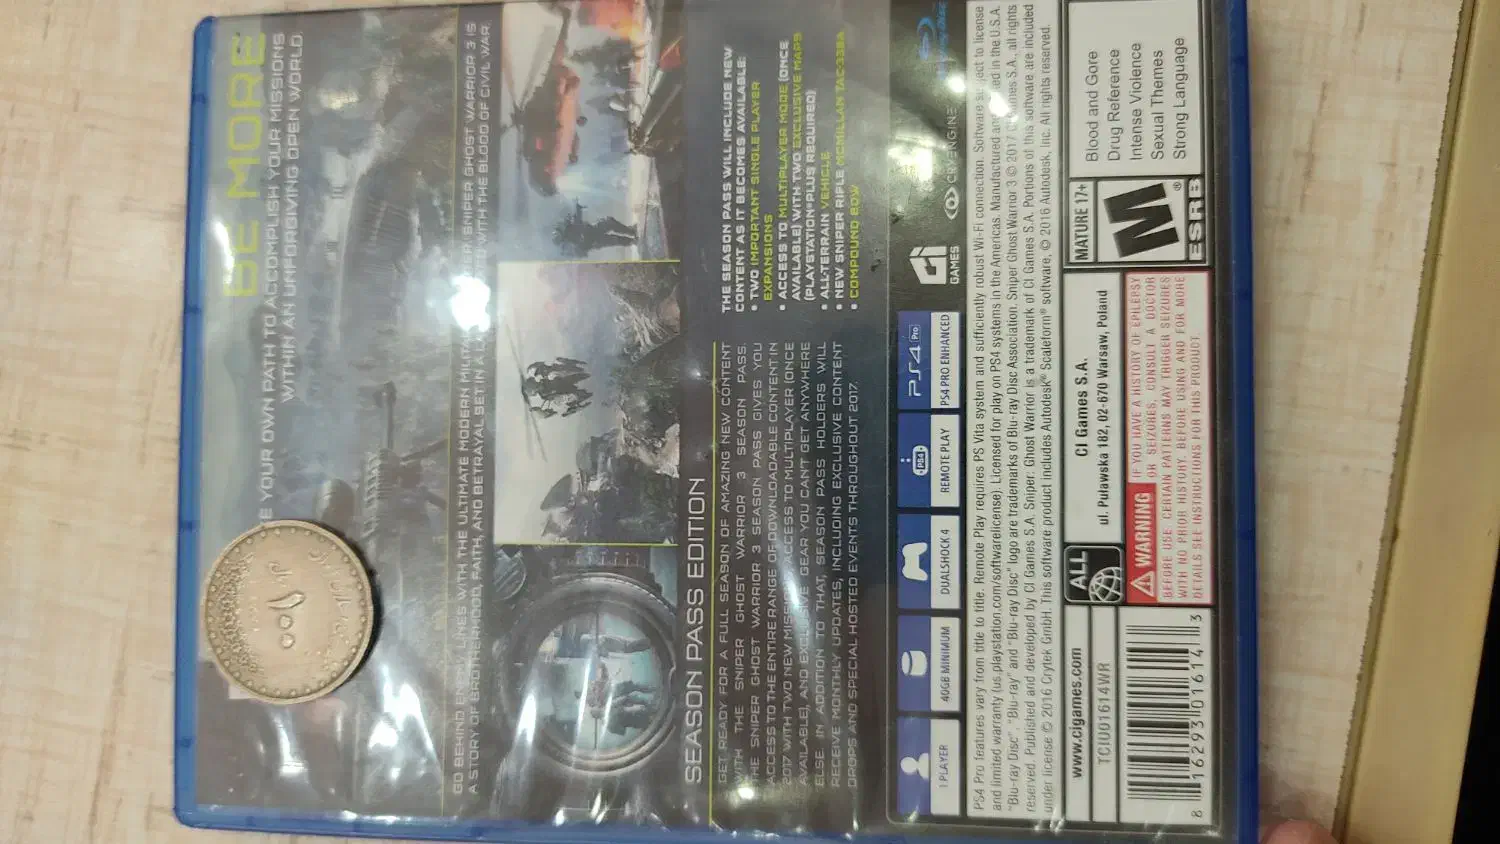 BE MORE
E YOUR OWN PATH TO ACCOMPLISH YOUR MISSIONS
WITHIN AN UNFORGIVING OPEN WORLD.
GO BEHIND ENEMY LINES WITH THE ULTIMATE MODERN MILITARY SHOOTER. SNIPER GHOST WARRIOR 3 IS
A STORY OF BROTHERHOOD, FAITH, AND BETRAYAL SET IN A LAND WITH THE BLOOD OF CIVIL WAR.
۱۰۰۰
ریال
SEASON PASS EDITION
GET READY FOR A FULL SEASON OF AMAZING NEW CONTENT
WITH THE SNIPER GHOST WARRIOR 3 SEASON PASS.
THE SNIPER GHOST WARRIOR 3 SEASON PASS GIVES YOU
ACCESS TO THE ENTIRE RANGE OF DOWNLOADABLE CONTENT IN
2017 WITH TWO NEW MISSIONS, ACCESS TO MULTIPLAYER (ONCE
AVAILABLE), AND EXCLUSIVE GEAR YOU CAN'T GET ANYWHERE
ELSE. IN ADDITION TO THAT, SEASON PASS HOLDERS WILL
RECEIVE MONTHLY UPDATES, INCLUDING EXCLUSIVE CONTENT
DROPS AND SPECIAL HOSTED EVENTS THROUGHOUT 2017.
THE SEASON PASS WILL INCLUDE NEW
CONTENT AS IT BECOMES AVAILABLE:
• TWO IMPORTANT SINGLE PLAYER
EXPANSIONS
• ACCESS TO MULTIPLAYER MODE (ONCE
AVAILABLE) WITH TWO EXCLUSIVE MAPS
(PLAYSTATION®PLUS REQUIRED)
• ALL-TERRAIN VEHICLE
• NEW SNIPER RIFLE MCMILLAN TAC-338A
• COMPOUND BOW
1 PLAYER
40GB MINIMUM
DUALSHOCK 4
PS4
REMOTE PLAY
PS4 Pro
PS4 PRO ENHANCED
CI
GAMES
CRYENGINE®
PS4 Pro features vary from title to title. Remote Play requires PS Vita system and sufficiently robust Wi-Fi connection. Software subject to license
and limited warranty (us.playstation.com/softwarelicense). Licensed for play on PS4 systems in the Americas. Manufactured and printed in the U.S.A.
"Blu-ray Disc", "Blu-ray" and "Blu-ray Disc" logo are trademarks of Blu-ray Disc Association. Sniper Ghost Warrior 3 © 2017 CI Games S.A., all rights
reserved. Published and developed by CI Games S.A. Sniper: Ghost Warrior is a trademark of CI Games S.A. Portions of this software are included
under license © 2016 Crytek GmbH. This software product includes Autodesk® Scaleform® software, © 2016 Autodesk, Inc. All rights reserved.
www.cigames.com
TCIU01614WR
8 16293 01614 3
ALL
CI Games S.A.
ul. Puławska 182, 02-670 Warsaw, Poland
WARNING IF YOU HAVE A HISTORY OF EPILEPSY
OR SEIZURES, CONSULT A DOCTOR
BEFORE USE. CERTAIN PATTERNS MAY TRIGGER SEIZURES
WITH NO PRIOR HISTORY. BEFORE USING AND FOR MORE
DETAILS SEE INSTRUCTIONS FOR THIS PRODUCT.
MATURE 17+
M®
ESRB
Blood and Gore
Drug Reference
Intense Violence
Sexual Themes
Strong Language